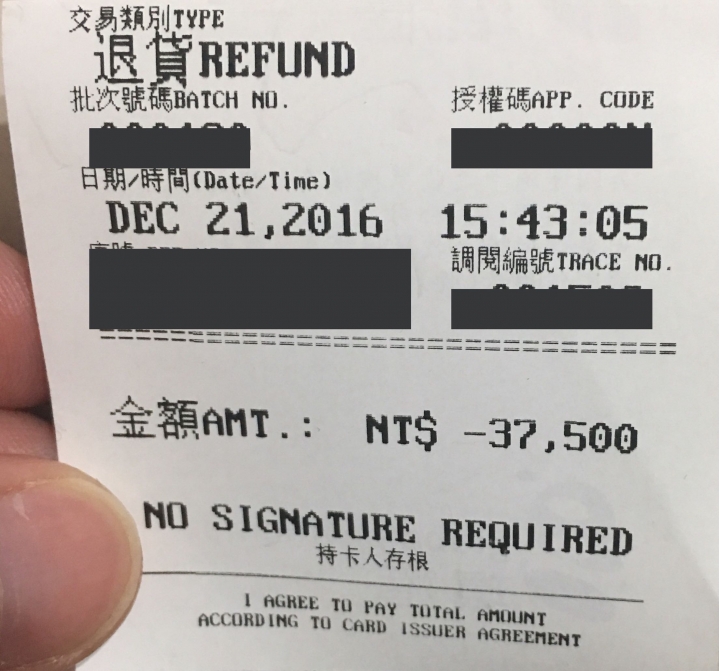 交易類別TYPE
退貨REFUND
批次號碼BATCH NO.
授權碼APP. CODE
日期/時間(Date/Time)
DEC 21,2016 15:43:05
調閱編號TRACE NO.
金額AMT.: NT$ -37,500
NO SIGNATURE REQUIRED
持卡人存根
I AGREE TO PAY TOTAL AMOUNT
ACCORDING TO CARD ISSUER AGREEMENT